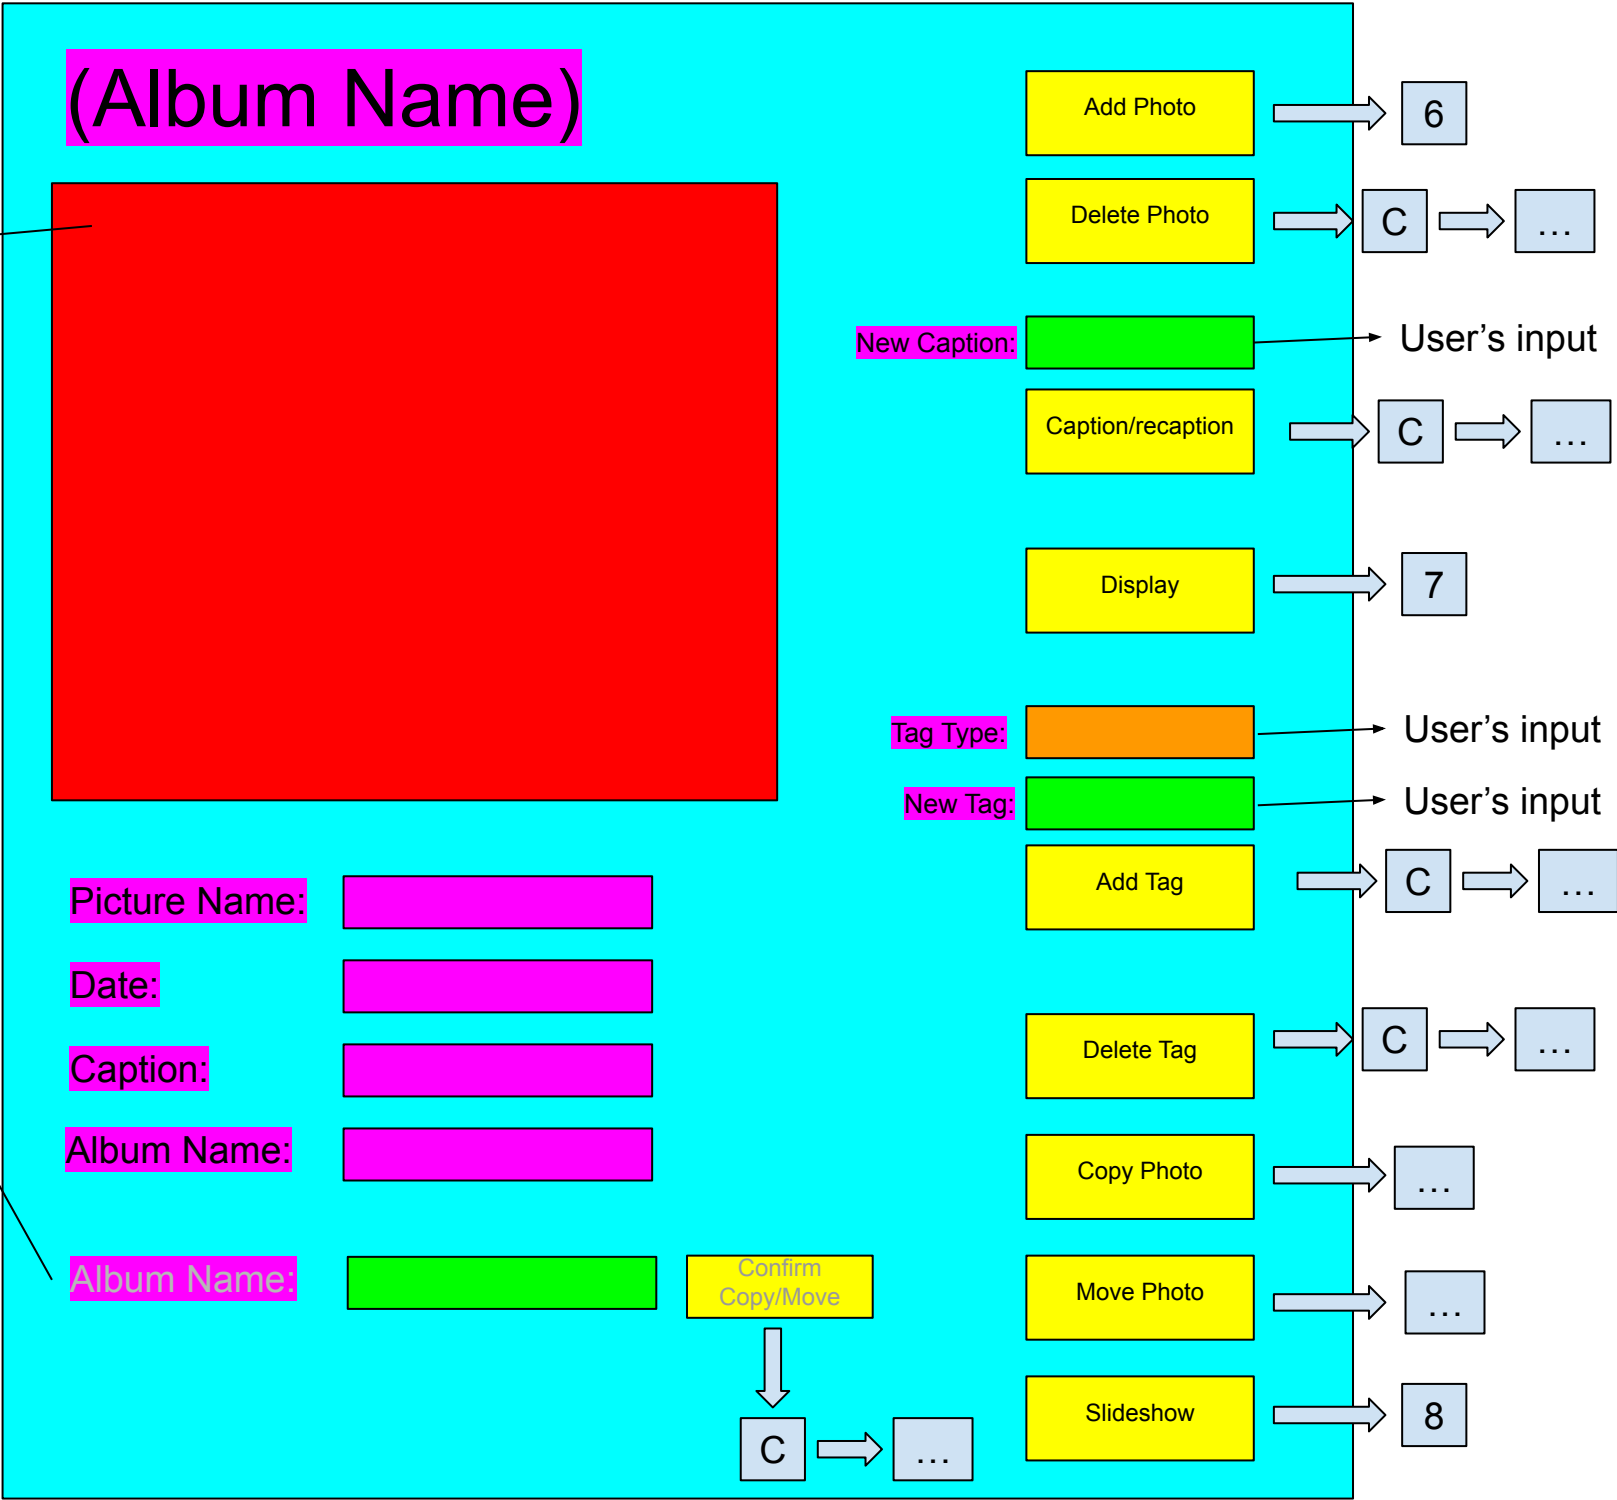 (Album Name)
Add Photo
6
Delete Photo
C
...
New Caption:
User’s input
Caption/recaption
C
...
Display
7
Tag Type:
User’s input
New Tag:
User’s input
Add Tag
C
...
Picture Name:
Date:
Caption:
Album Name:
Delete Tag
C
...
Copy Photo
...
Album Name:
Confirm
Copy/Move
Move Photo
...
Slideshow
8
C
...